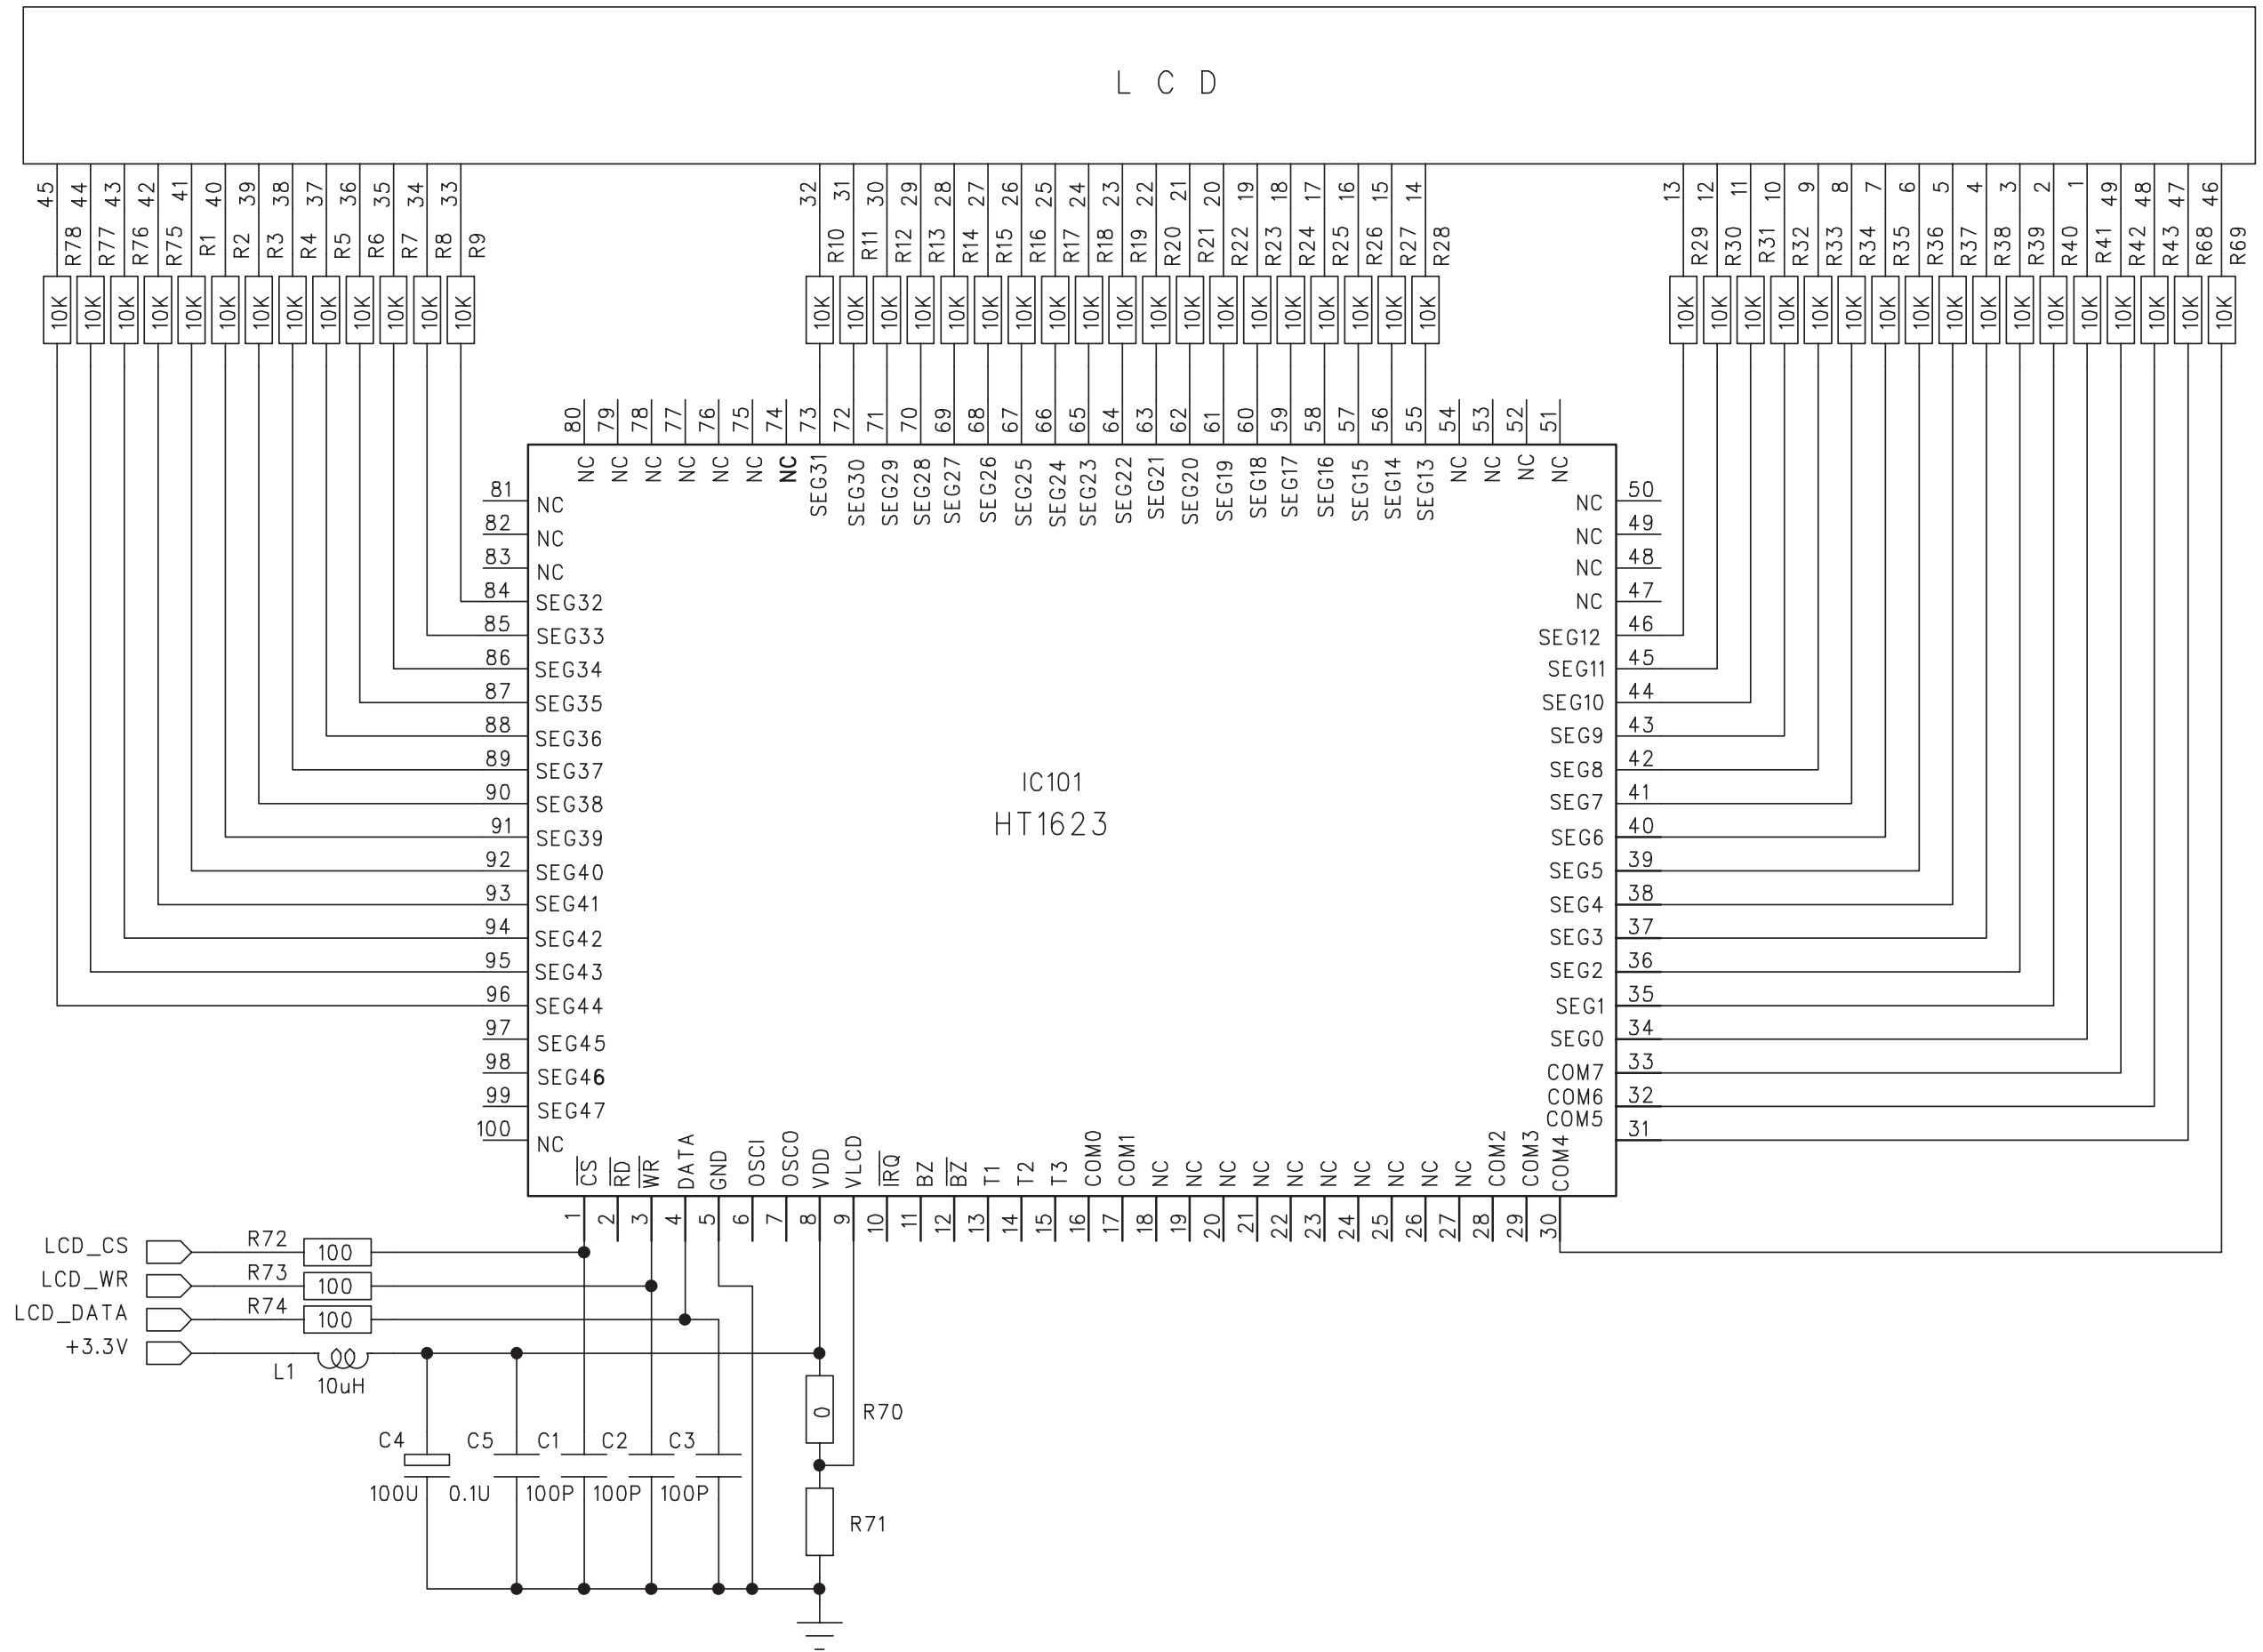 L C D
45 44 43 42 41 40 39 38 37 36 35 34 33 32 31 30 29 28 27 26 25 24 23 22 21 20 19 18 17 16 15 14 13 12 11 10 9 8 7 6 5 4 3 2 1 49 48 47 46
R78 R77 R76 R75 R1 R2 R3 R4 R5 R6 R7 R8 R9 R10 R11 R12 R13 R14 R15 R16 R17 R18 R19 R20 R21 R22 R23 R24 R25 R26 R27 R28 R29 R30 R31 R32 R33 R34 R35 R36 R37 R38 R39 R40 R41 R42 R43 R68 R69
10K 10K 10K 10K 10K 10K 10K 10K 10K 10K 10K 10K 10K 10K 10K 10K 10K 10K 10K 10K 10K 10K 10K 10K 10K 10K 10K 10K 10K 10K 10K 10K 10K 10K 10K 10K 10K 10K 10K 10K 10K 10K 10K 10K 10K 10K 10K 10K 10K
80 79 78 77 76 75 74 73 72 71 70 69 68 67 66 65 64 63 62 61 60 59 58 57 56 55 54 53 52 51
NC NC NC NC NC NC NC SEG31 SEG30 SEG29 SEG28 SEG27 SEG26 SEG25 SEG24 SEG23 SEG22 SEG21 SEG20 SEG19 SEG18 SEG17 SEG16 SEG15 SEG14 SEG13 NC NC NC NC
81 NC
82 NC
83 NC
84 SEG32
85 SEG33
86 SEG34
87 SEG35
88 SEG36
89 SEG37
90 SEG38
91 SEG39
92 SEG40
93 SEG41
94 SEG42
95 SEG43
96 SEG44
97 SEG45
98 SEG46
99 SEG47
100 NC
IC101
HT1623
NC 50
NC 49
NC 48
NC 47
SEG12 46
SEG11 45
SEG10 44
SEG9 43
SEG8 42
SEG7 41
SEG6 40
SEG5 39
SEG4 38
SEG3 37
SEG2 36
SEG1 35
SEG0 34
COM7 33
COM6 32
COM5 31
CS RD WR DATA GND OSCI OSCO VDD VLCD IRQ BZ BZ T1 T2 T3 COM0 COM1 NC NC NC NC NC NC NC NC NC NC COM2 COM3 COM4
1 2 3 4 5 6 7 8 9 10 11 12 13 14 15 16 17 18 19 20 21 22 23 24 25 26 27 28 29 30
LCD_CS R72 100
LCD_WR R73 100
LCD_DATA R74 100
+3.3V L1
10uH
0 R70
C4 C5 C1 C2 C3
100U 0.1U 100P 100P 100P
R71